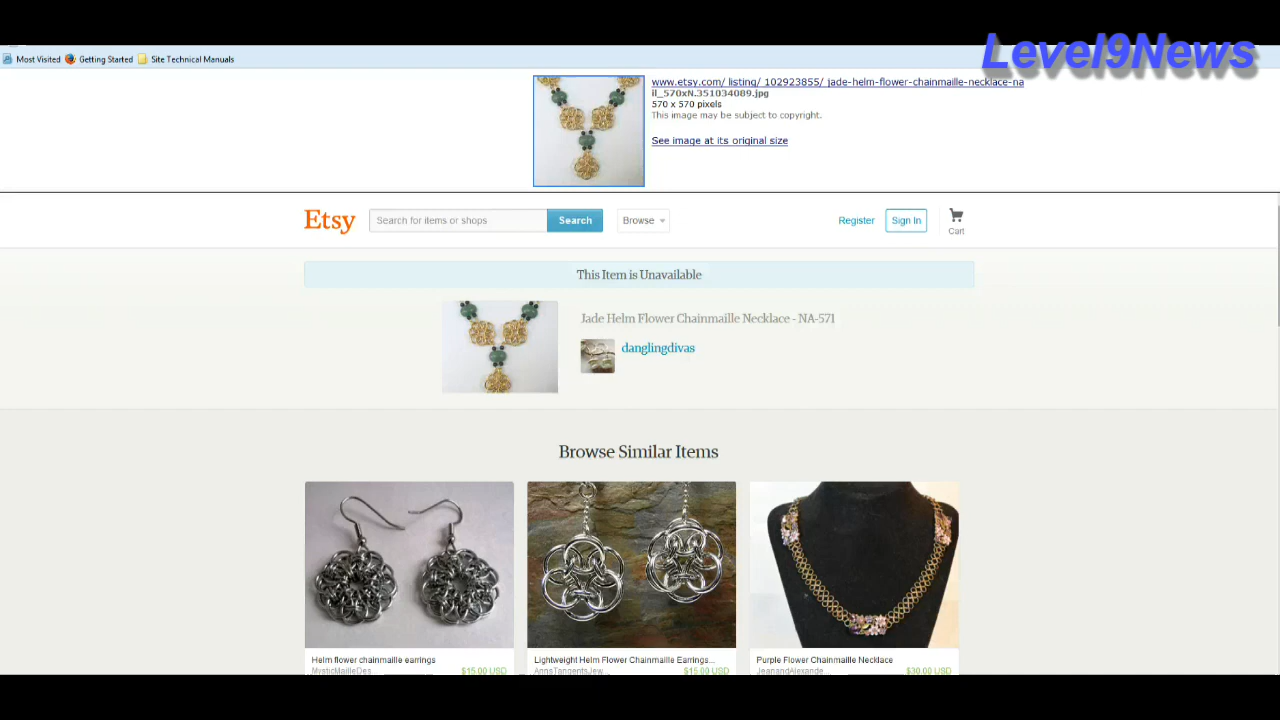 Level9News
Most Visited Getting Started Site Technical Manuals
www.etsy.com/ listing/ 102923855/ jade-helm-flower-chainmaille-necklace-na
il_570xN.351034089.jpg
570 x 570 pixels
This image may be subject to copyright.
See image at its original size
Etsy Search for items or shops Search Browse Register Sign In Cart
This Item is Unavailable
Jade Helm Flower Chainmaille Necklace - NA-571
danglingdivas
Browse Similar Items
Helm flower chainmaille earrings
MysticMailleDes... $15.00 USD
Lightweight Helm Flower Chainmaille Earrings...
AnnsTangentsJew... $15.00 USD
Purple Flower Chainmaille Necklace
JeanandAlexande... $30.00 USD